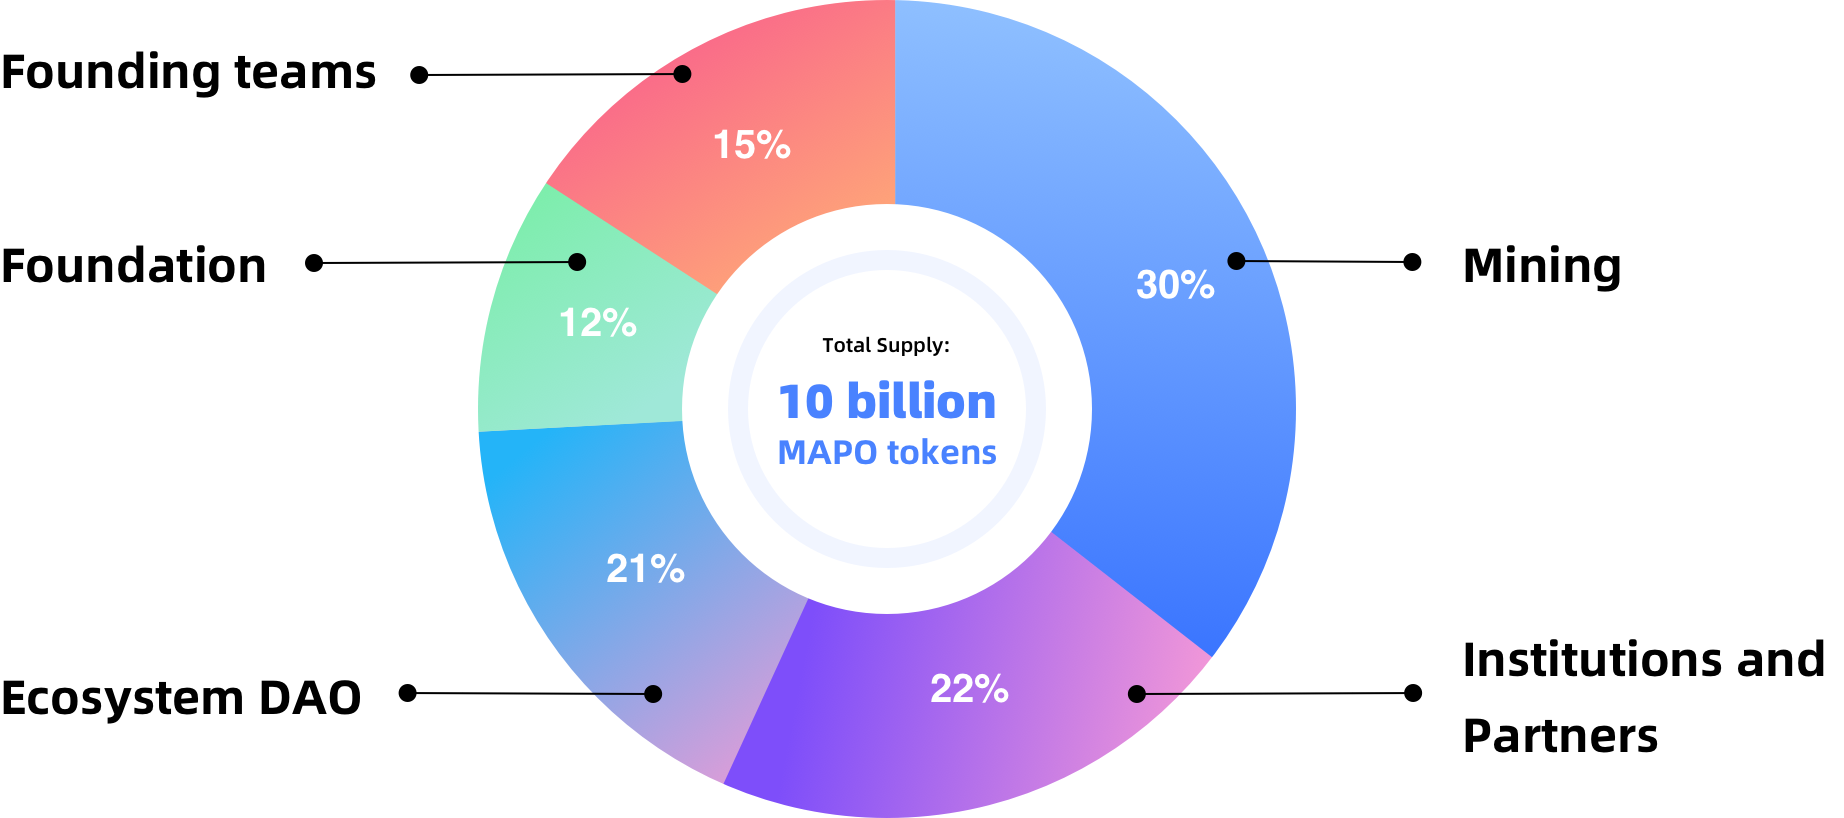 Founding teams
15%
Foundation
12%
30%
Mining
Total Supply:
10 billion
MAPO tokens
21%
Ecosystem DAO
22%
Institutions and
Partners